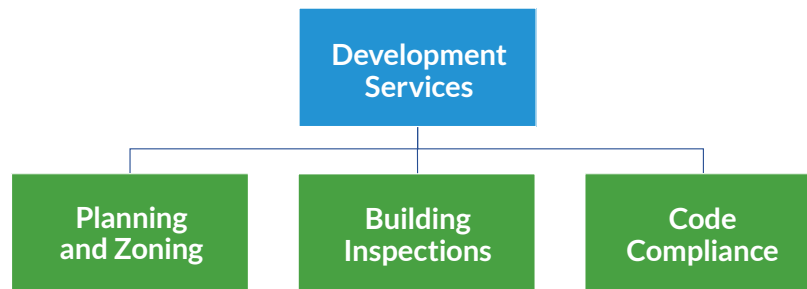 Development
Services
Planning
and Zoning
Building
Inspections
Code
Compliance